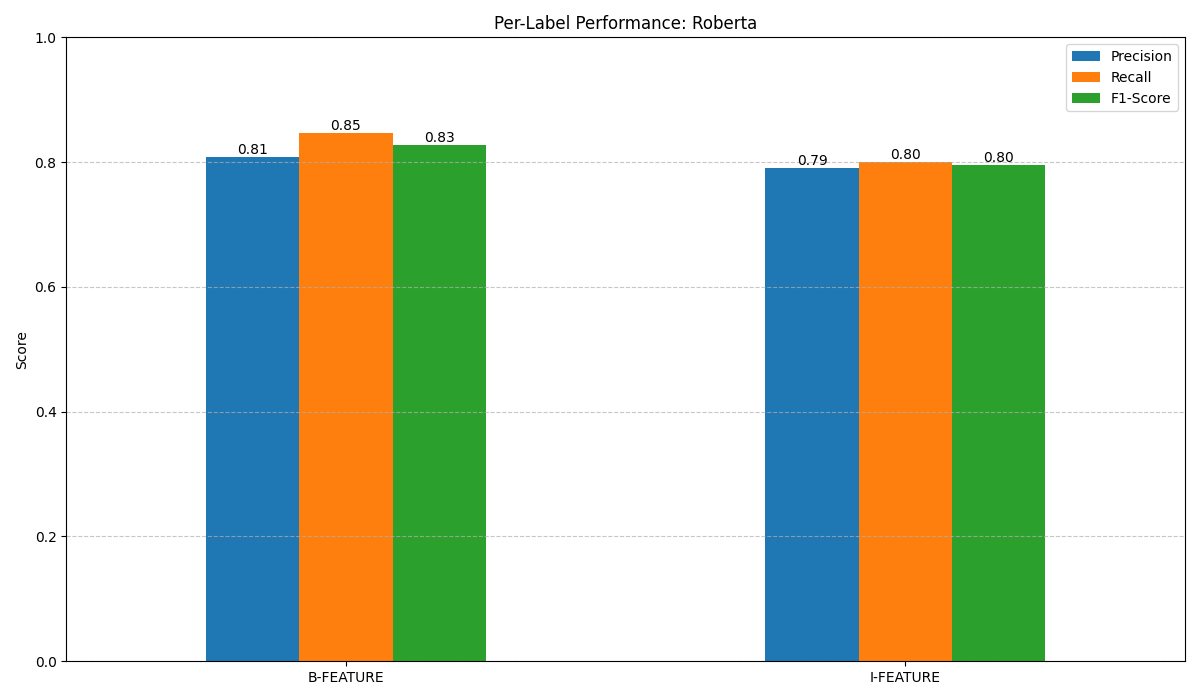 Per-Label Performance: Roberta
Precision
Recall
F1-Score
Score
1.0
0.8
0.6
0.4
0.2
0.0
0.81
0.85
0.83
0.79
0.80
0.80
B-FEATURE
I-FEATURE